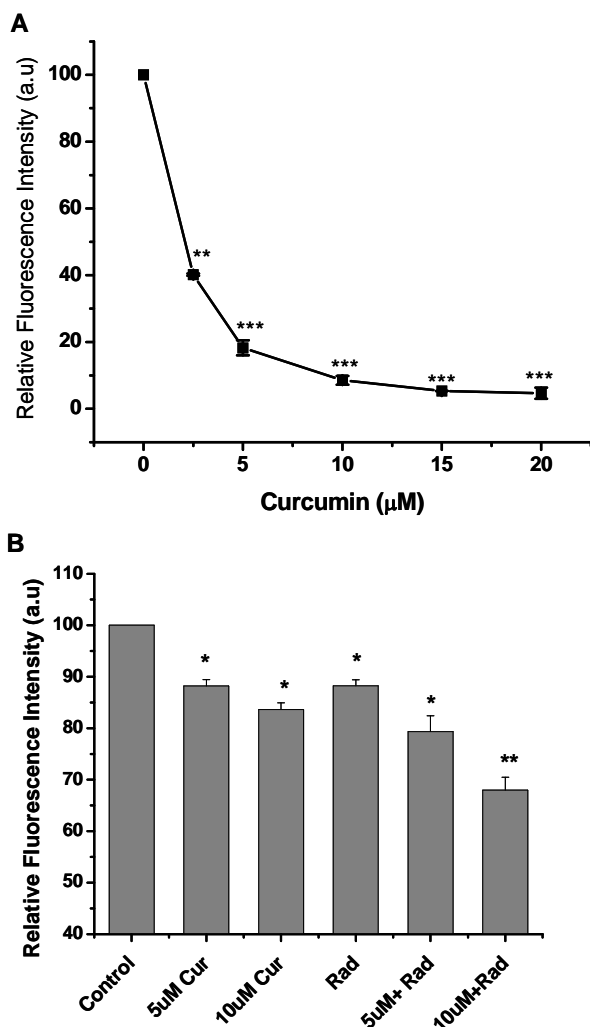 A
Relative Fluorescence Intensity (a.u)
100
80
60
40
20
0
**
***
***
***
***
0 5 10 15 20
Curcumin (μM)
B
Relative Fluorescence Intensity (a.u)
110
100
90
80
70
60
50
40
*
*
*
*
**
Control
5uM Cur
10uM Cur
Rad
5uM+ Rad
10uM+Rad